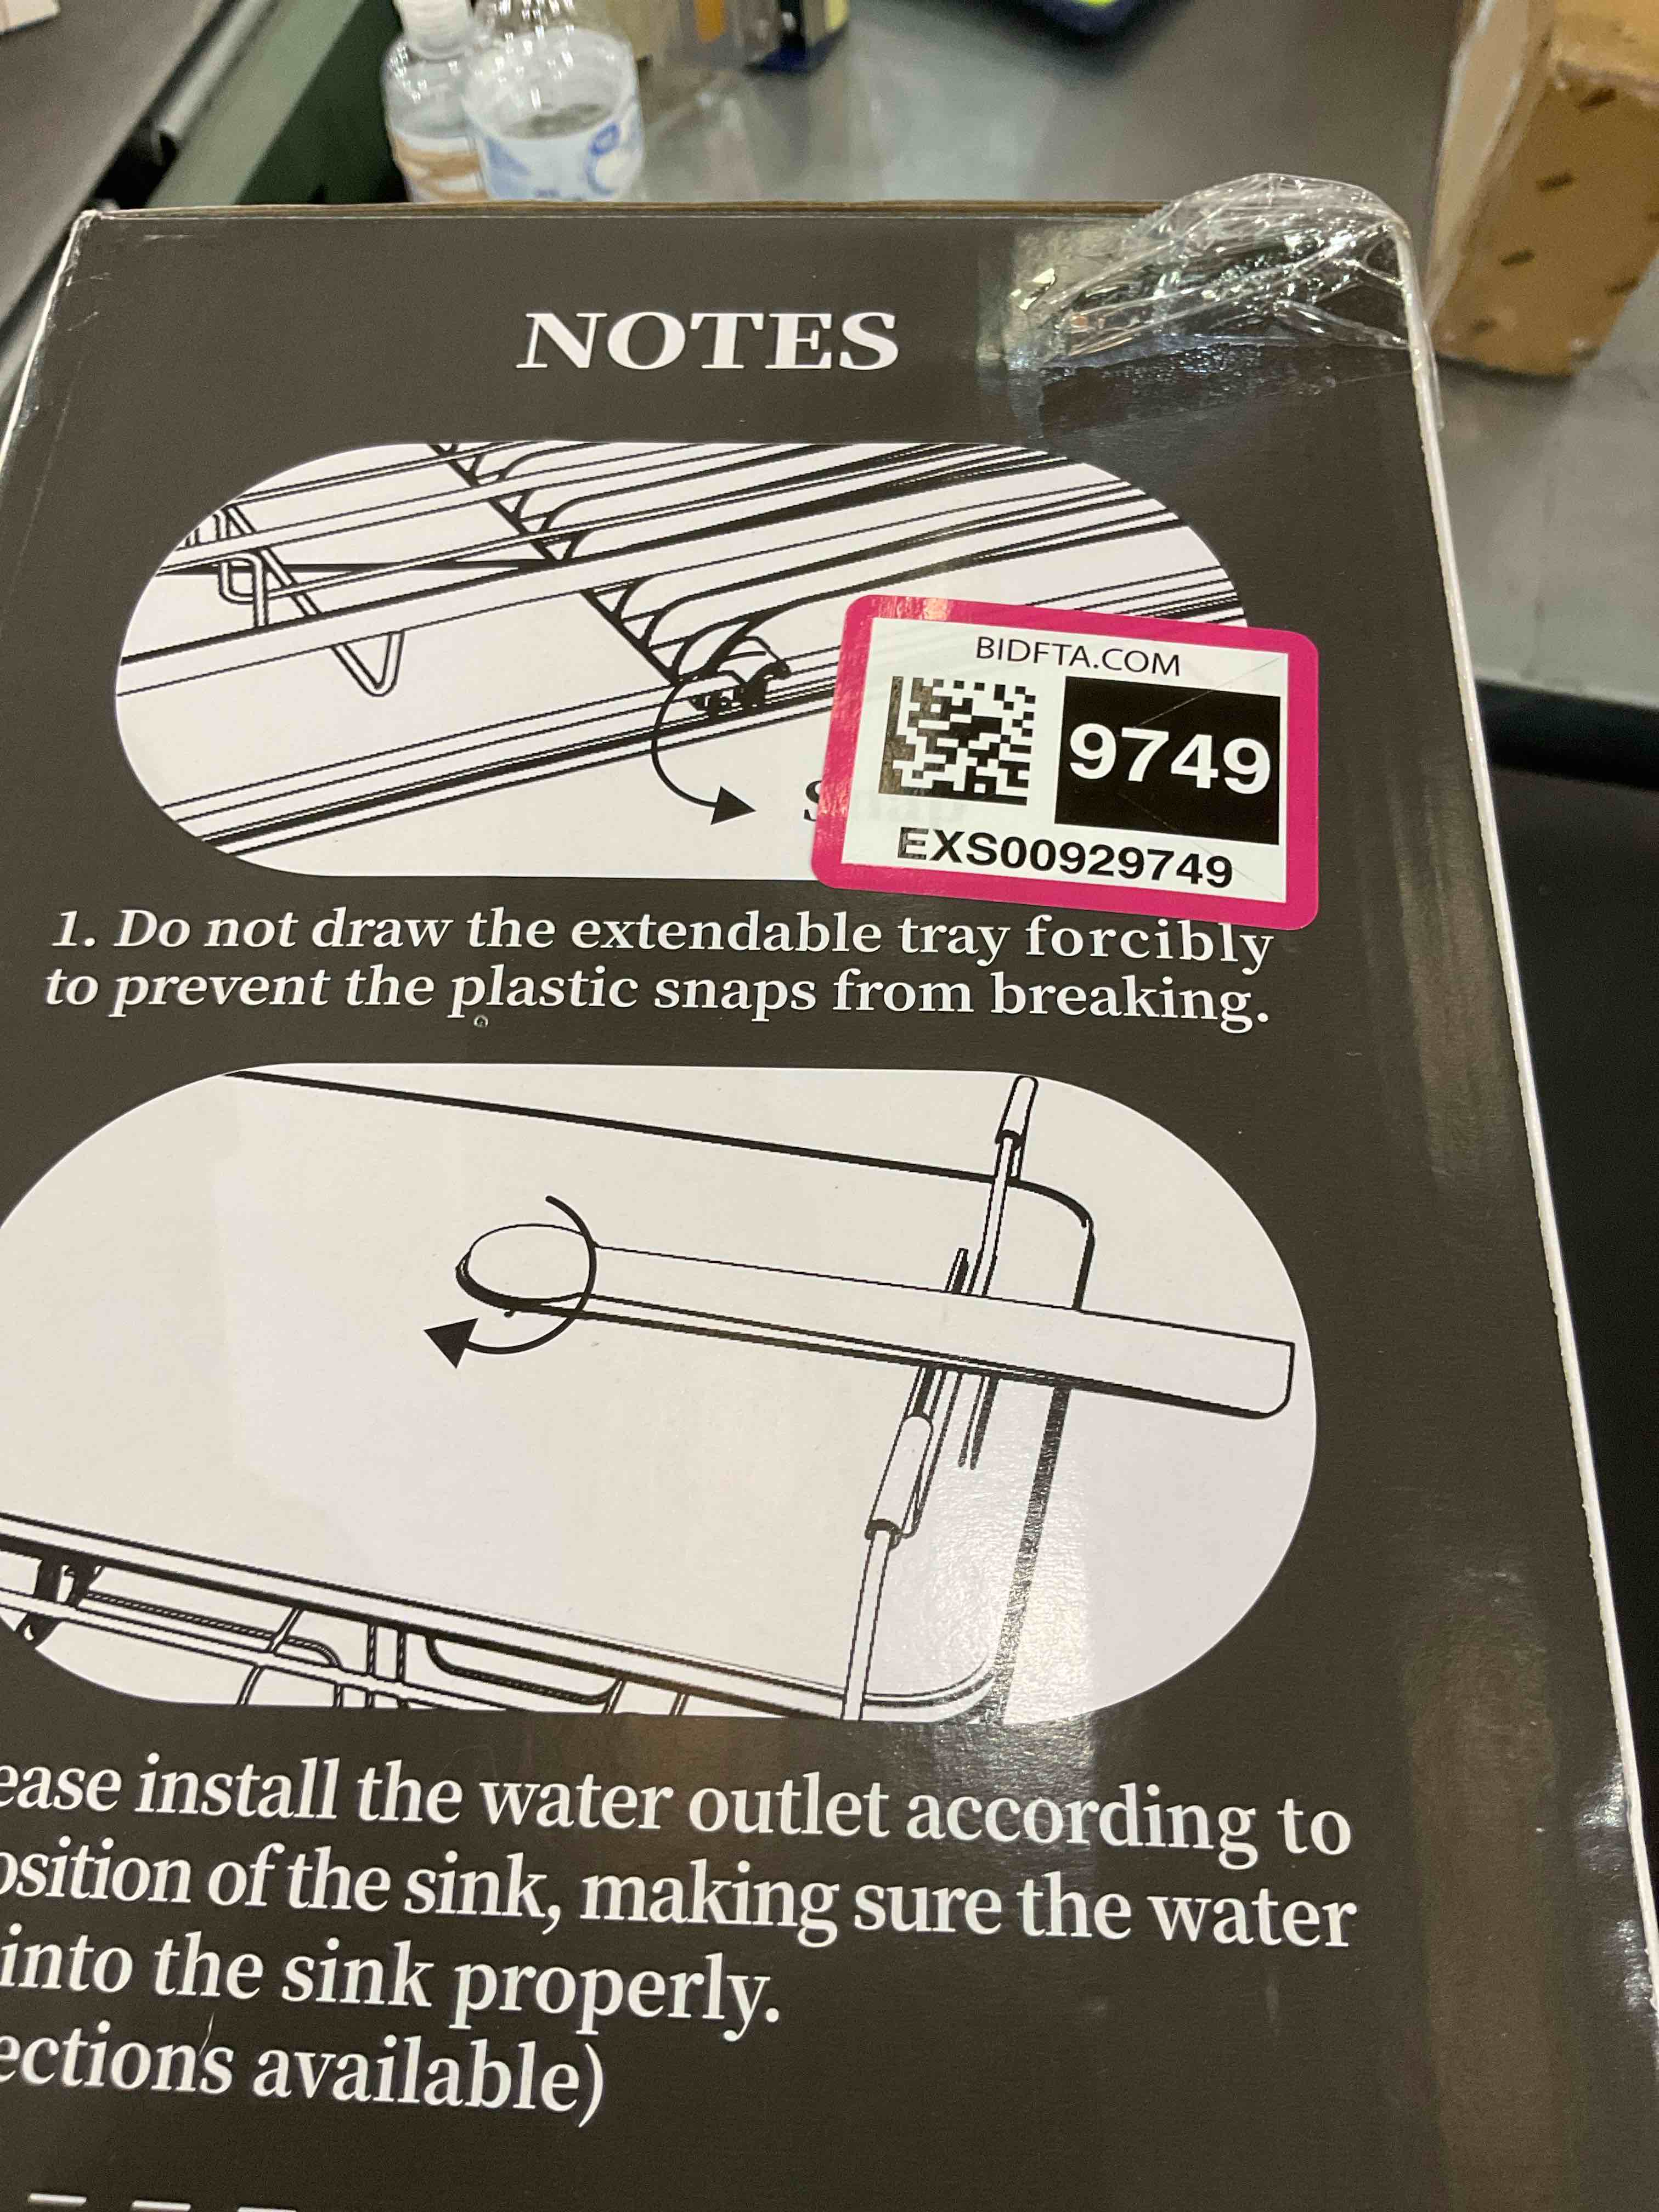 NOTES
BIDFTA.COM
9749
EXS00929749
1. Do not draw the extendable tray forcibly
to prevent the plastic snaps from breaking.
ease install the water outlet according to
osition of the sink, making sure the water
into the sink properly.
ections available)